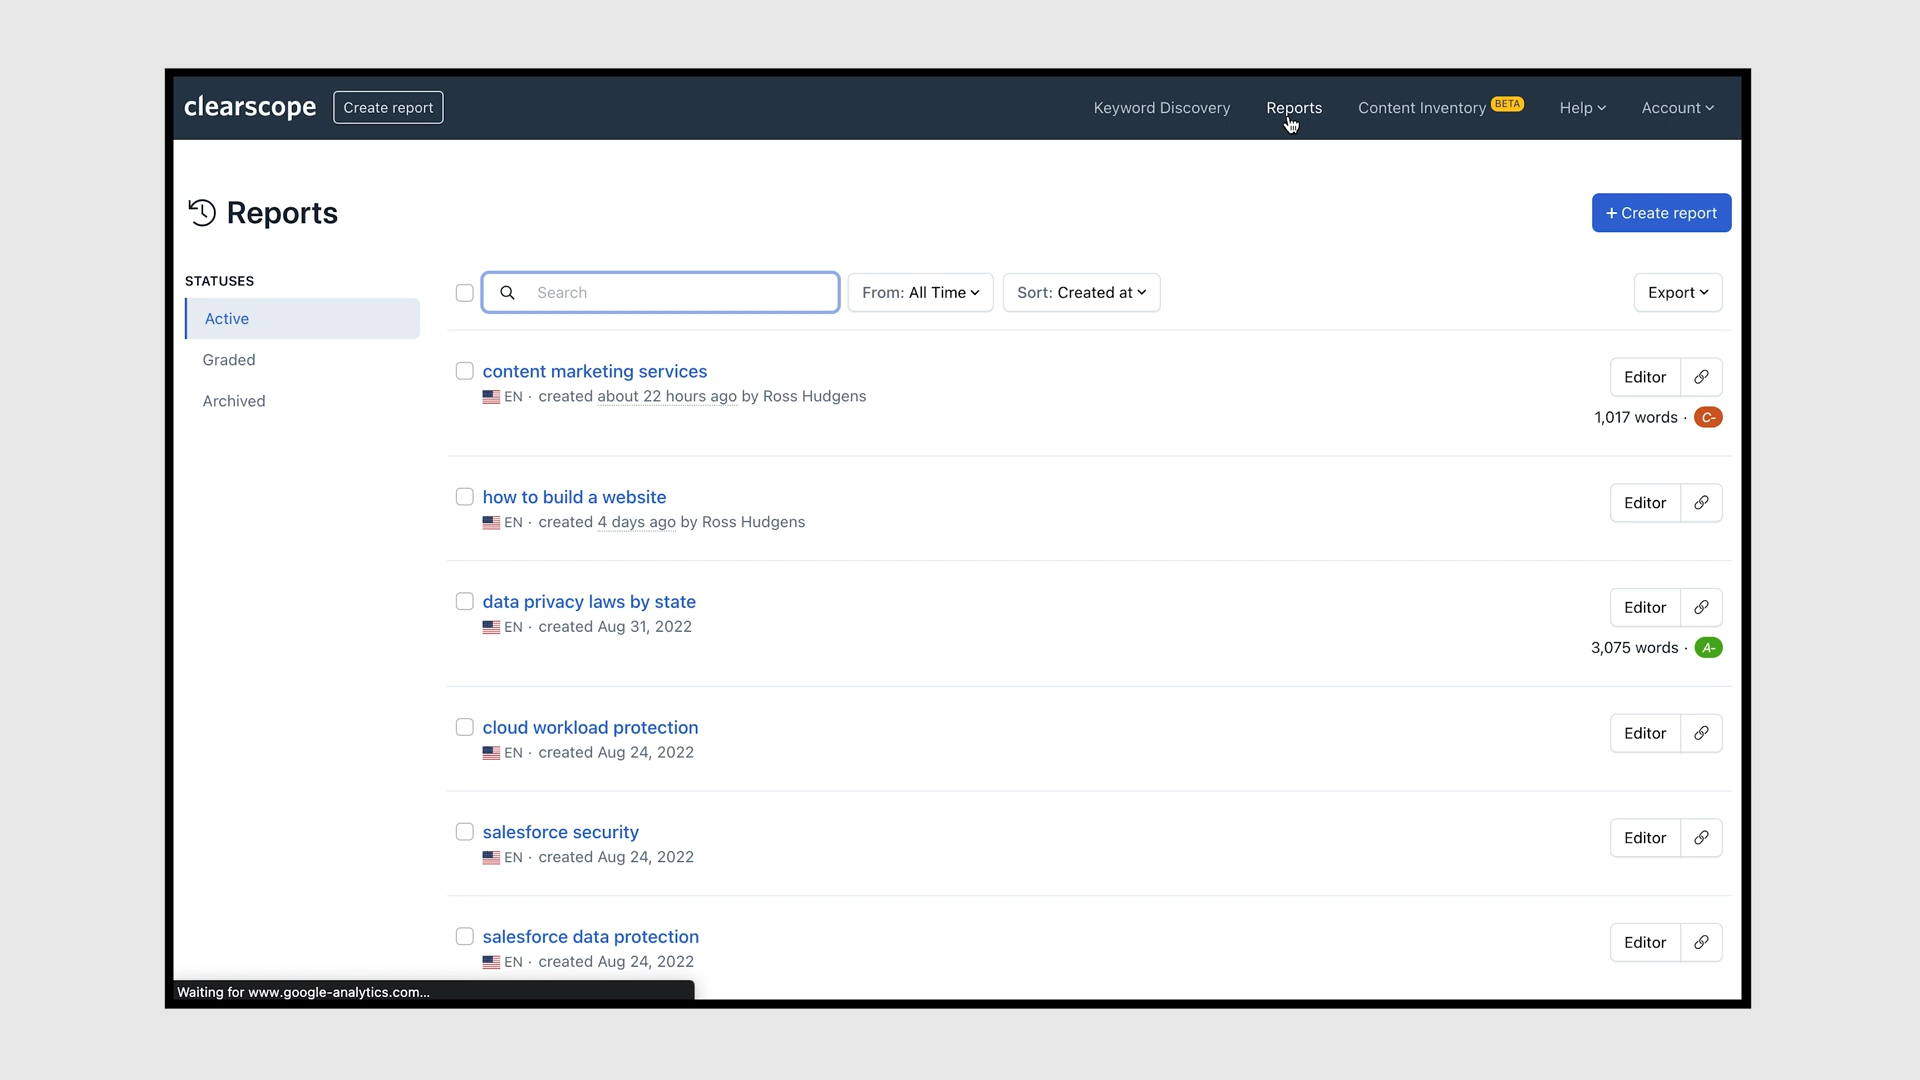 clearscope Create report Keyword Discovery Reports Content Inventory BETA Help Account
Reports + Create report
STATUSES
Active
Graded
Archived
Search From: All Time Sort: Created at Export
content marketing services Editor
EN · created about 22 hours ago by Ross Hudgens
1,017 words · C-
how to build a website Editor
EN · created 4 days ago by Ross Hudgens
data privacy laws by state Editor
EN · created Aug 31, 2022
3,075 words · A-
cloud workload protection Editor
EN · created Aug 24, 2022
salesforce security Editor
EN · created Aug 24, 2022
salesforce data protection Editor
EN · created Aug 24, 2022
Waiting for www.google-analytics.com...